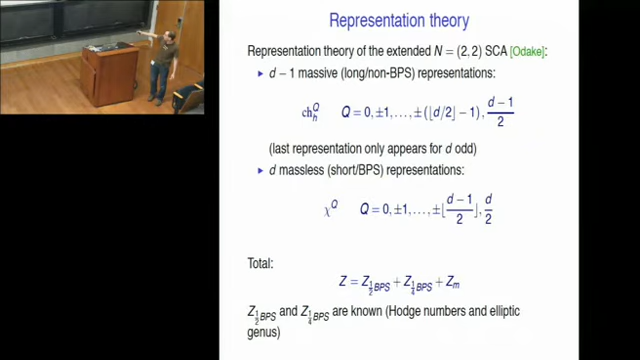 Representation theory
Representation theory of the extended N = (2, 2) SCA [Odake]
▸ d − 1 massive (long/non-BPS) representations:
ch_h^Q   Q = 0, ±1, . . . , ±(⌊d/2⌋ − 1), (d − 1)/2
(last representation only appears for d odd)
▸ d massless (short/BPS) representations:
χ^Q   Q = 0, ±1, . . . , ±⌊(d − 1)/2⌋, d/2
Total:
Z = Z_{1/2 BPS} + Z_{1/4 BPS} + Z_m
Z_{1/2 BPS} and Z_{1/4 BPS} are known (Hodge numbers and elliptic
genus)